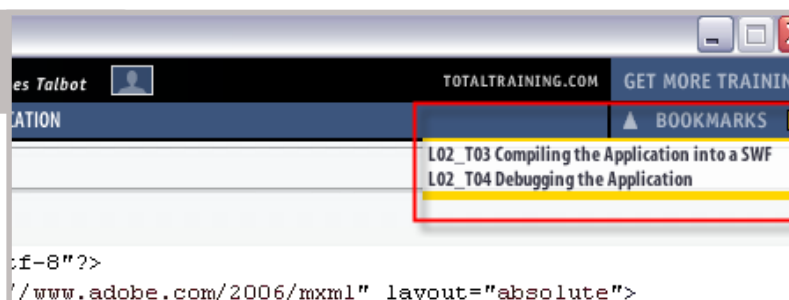 es Talbot
TOTALTRAINING.COM
GET MORE TRAININ
ATION
BOOKMARKS
L02_T03 Compiling the Application into a SWF
L02_T04 Debugging the Application
tf-8"?>
//www.adobe.com/2006/mxml" layout="absolute">